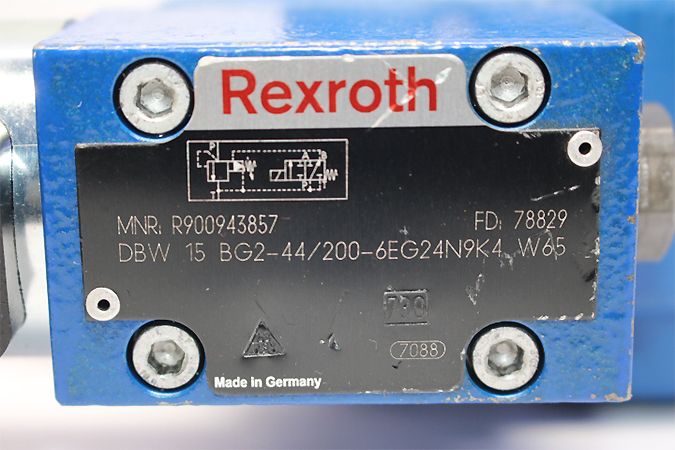 Rexroth
MNR: R900943857 FD: 78829
DBW 15 BG2-44/200-6EG24N9K4 W65
7088
Made in Germany